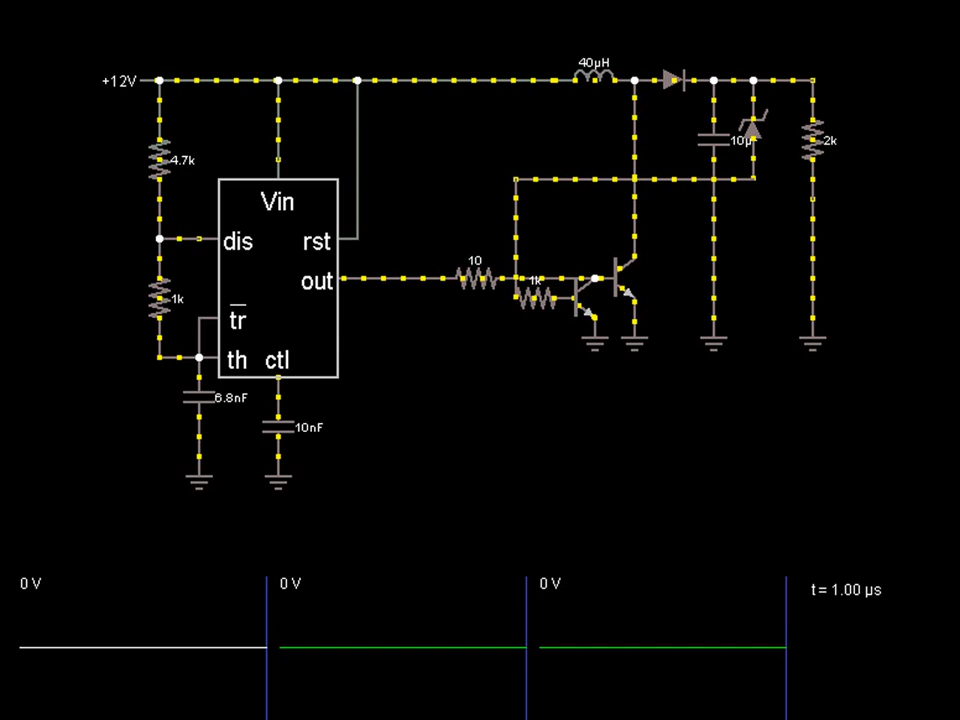 40µH
+12V
10µ
2k
4.7k
Vin
dis
rst
10
out
1k
1k
tr
th
ctl
6.8nF
10nF
0 V
0 V
0 V
t = 1.00 µs